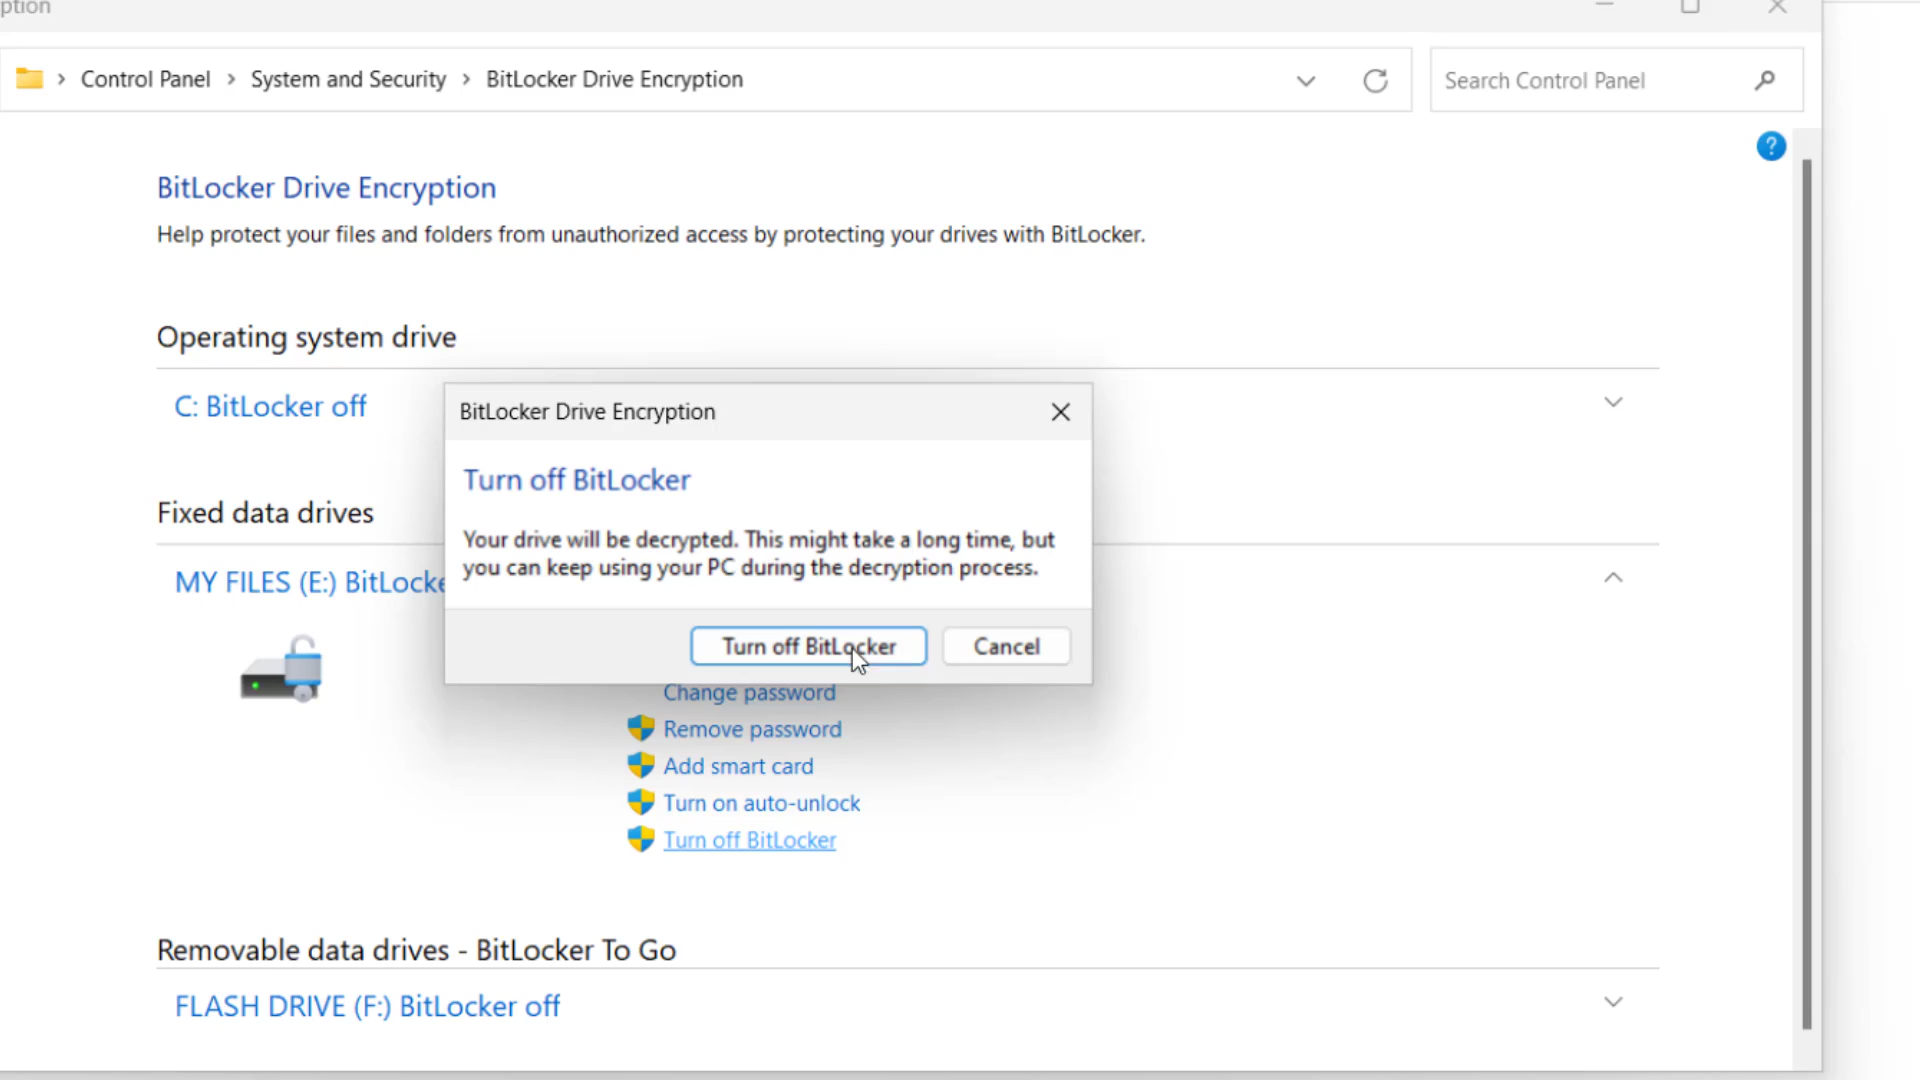 ption
Control Panel > System and Security > BitLocker Drive Encryption
Search Control Panel
?
BitLocker Drive Encryption
Help protect your files and folders from unauthorized access by protecting your drives with BitLocker.
Operating system drive
C: BitLocker off
BitLocker Drive Encryption
Turn off BitLocker
Your drive will be decrypted. This might take a long time, but
you can keep using your PC during the decryption process.
Turn off BitLocker
Cancel
Fixed data drives
MY FILES (E:) BitLocke
Change password
Remove password
Add smart card
Turn on auto-unlock
Turn off BitLocker
Removable data drives - BitLocker To Go
FLASH DRIVE (F:) BitLocker off